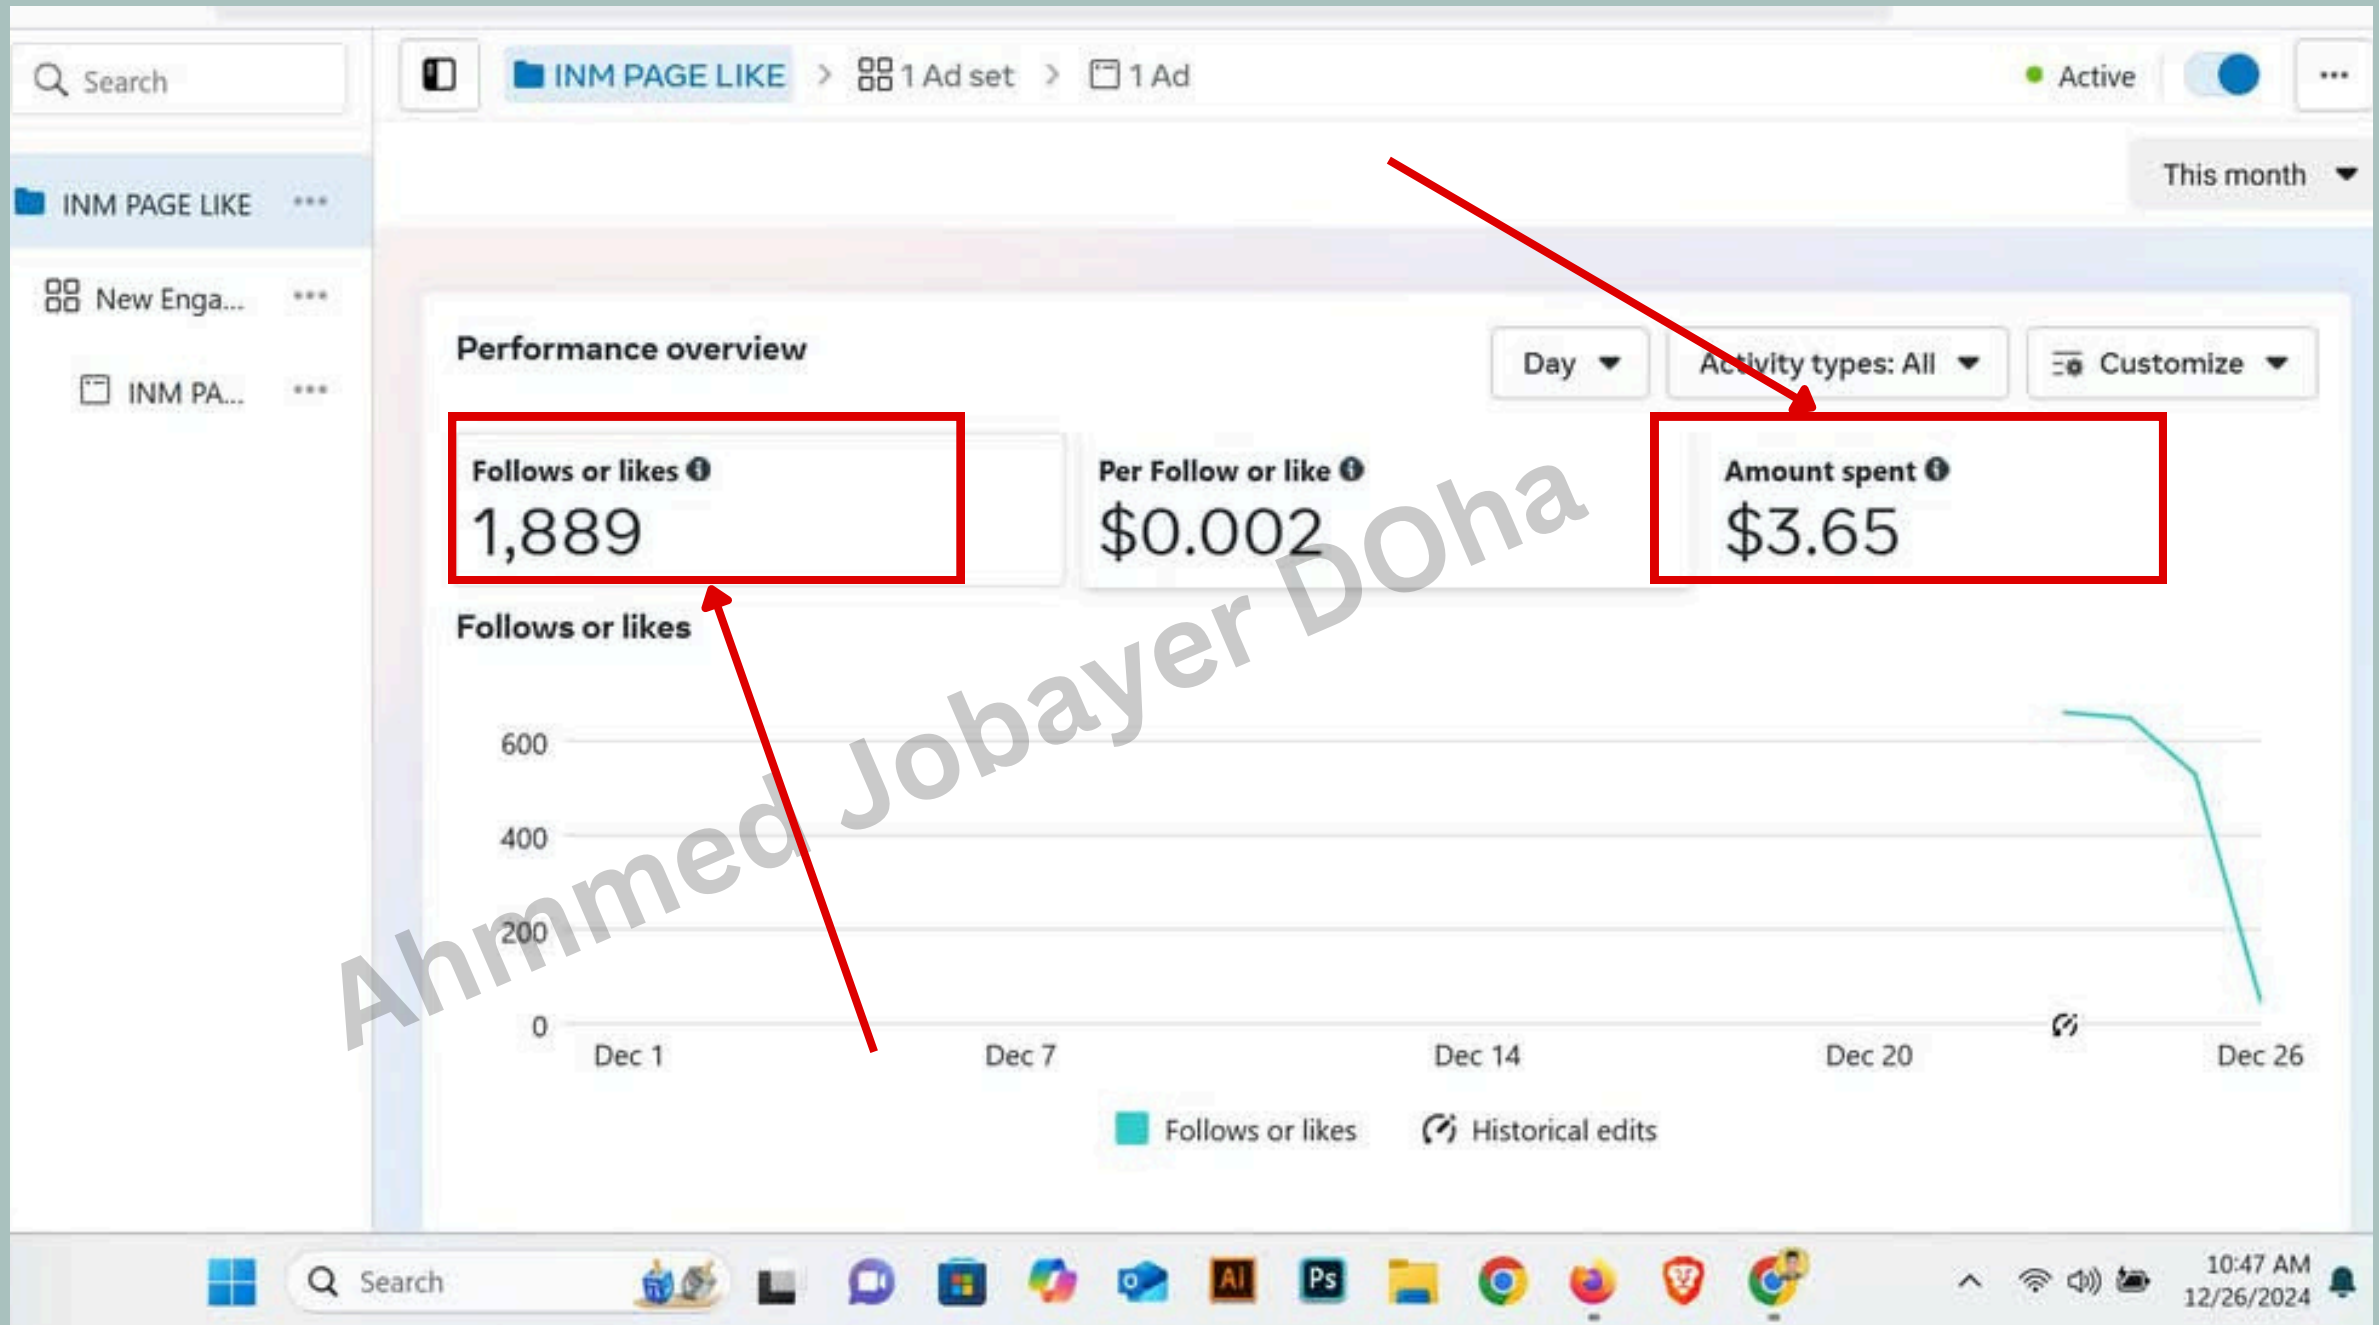 Search
INM PAGE LIKE
1 Ad set
1 Ad
Active
This month
INM PAGE LIKE
New Enga...
INM PA...
Performance overview
Day
Activity types: All
Customize
Follows or likes
1,889
Per Follow or like
$0.002
Amount spent
$3.65
Follows or likes
600
400
200
0
Dec 1
Dec 7
Dec 14
Dec 20
Dec 26
Follows or likes
Historical edits
Ahmmed Jobayer DOha
Search
Ai
Ps
10:47 AM
12/26/2024